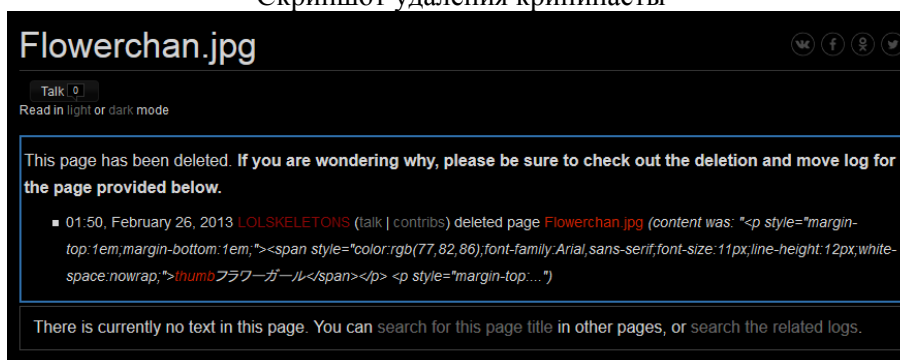 Скриншот удаления крипипасты
Flowerchan.jpg
Talk 0
Read in light or dark mode
This page has been deleted. If you are wondering why, please be sure to check out the deletion and move log for
the page provided below.
01:50, February 26, 2013 LOLSKELETONS (talk | contribs) deleted page Flowerchan.jpg (content was: "<p style="margin-
top:1em;margin-bottom:1em;"><span style="color:rgb(77,82,86);font-family:Arial,sans-serif;font-size:11px;line-height:12px;white-
space:nowrap;">thumbフラワーガール</span></p> <p style="margin-top:...")
There is currently no text in this page. You can search for this page title in other pages, or search the related logs.